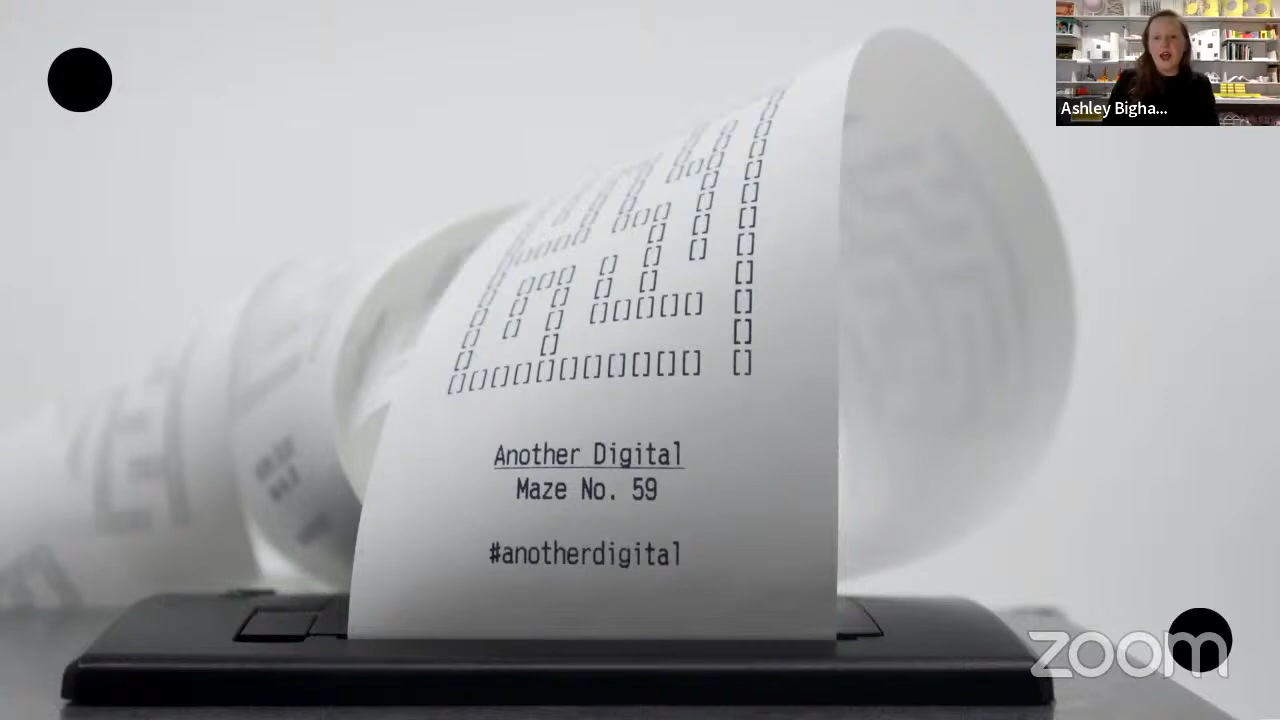 Ashley Bigha...
Another Digital
Maze No. 59
#anotherdigital
zoom